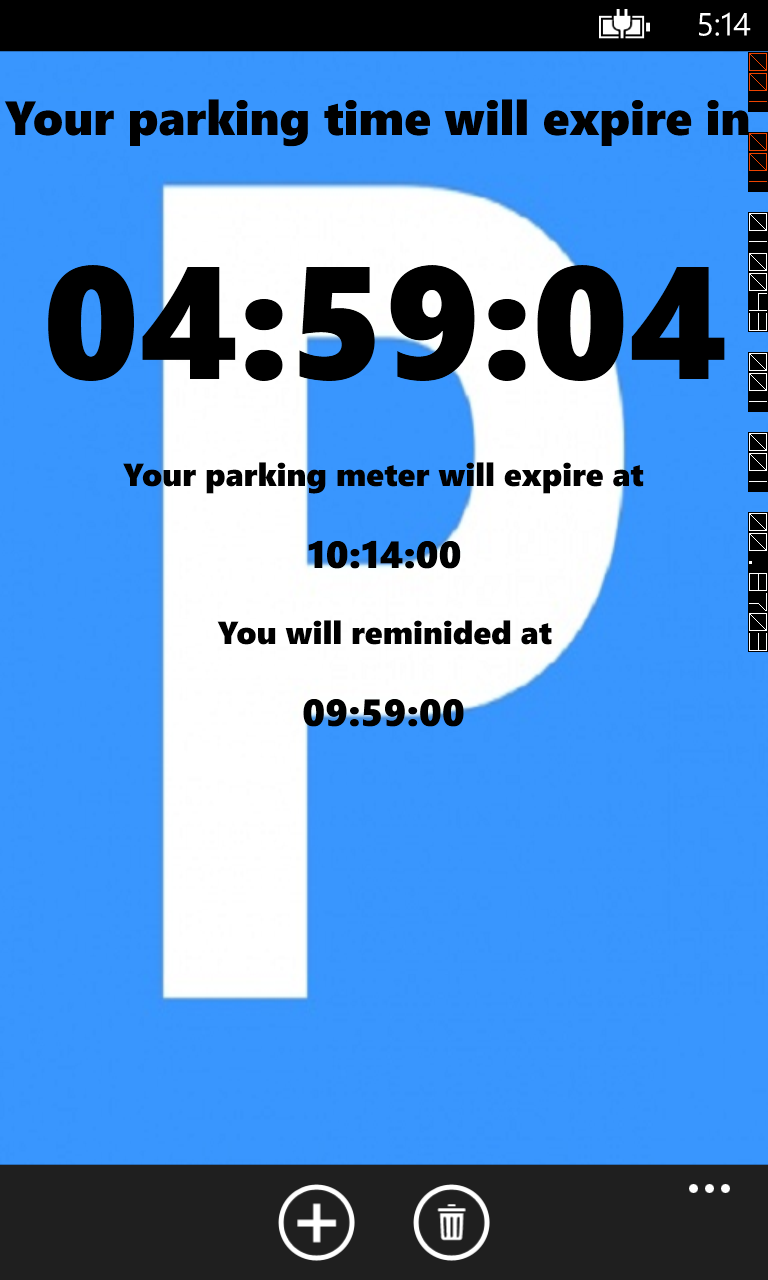 5:14
Your parking time will expire in
04:59:04
Your parking meter will expire at
10:14:00
You will reminided at
09:59:00